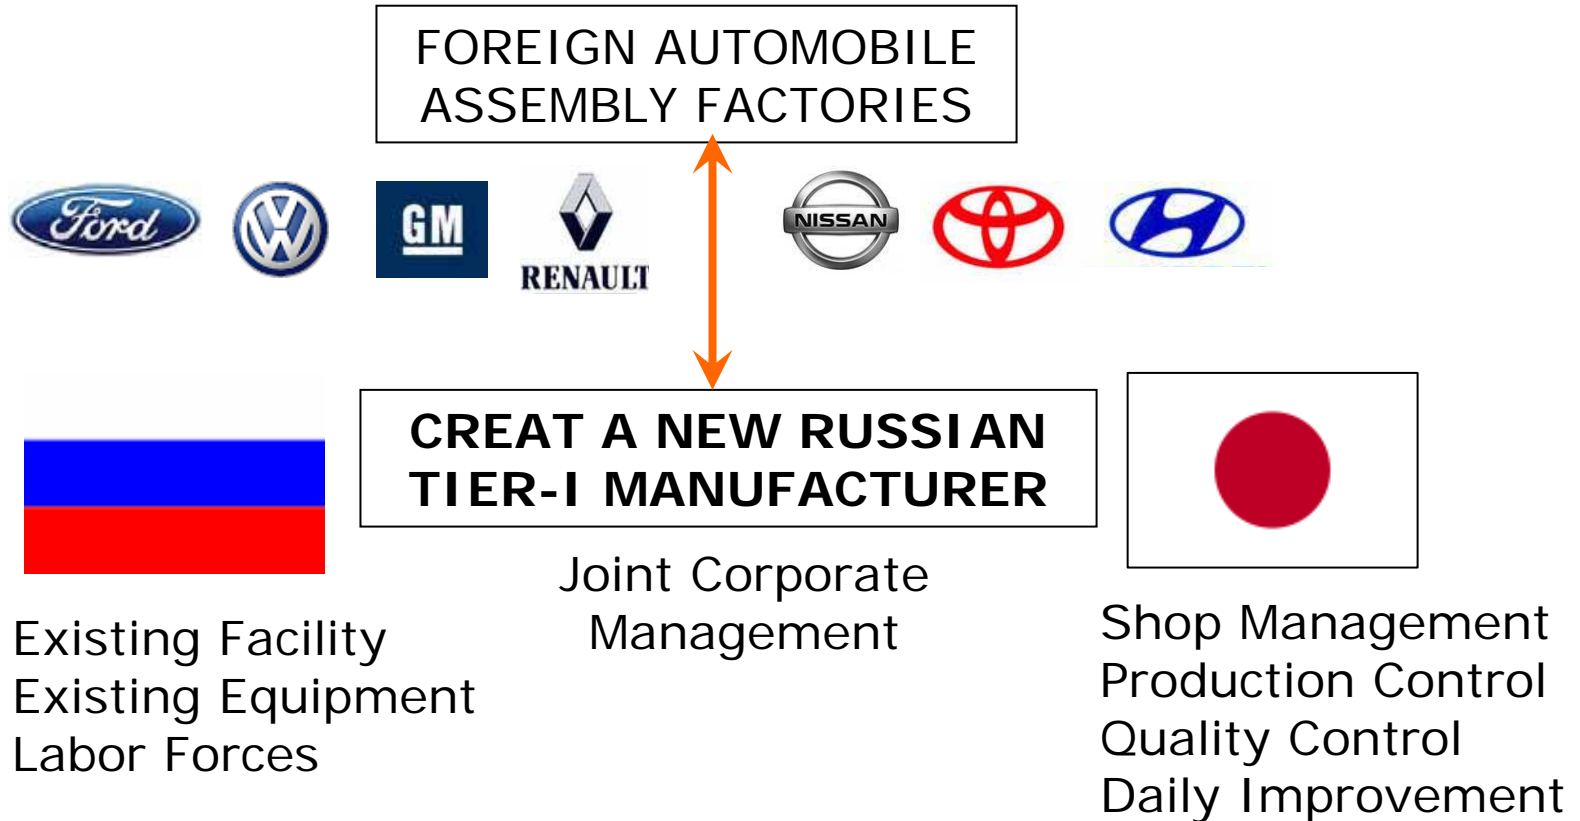 FOREIGN AUTOMOBILE
ASSEMBLY FACTORIES
Ford
VW
GM
RENAULT
NISSAN
CREAT A NEW RUSSIAN
TIER-I MANUFACTURER
Joint Corporate
Management
Existing Facility
Existing Equipment
Labor Forces
Shop Management
Production Control
Quality Control
Daily Improvement